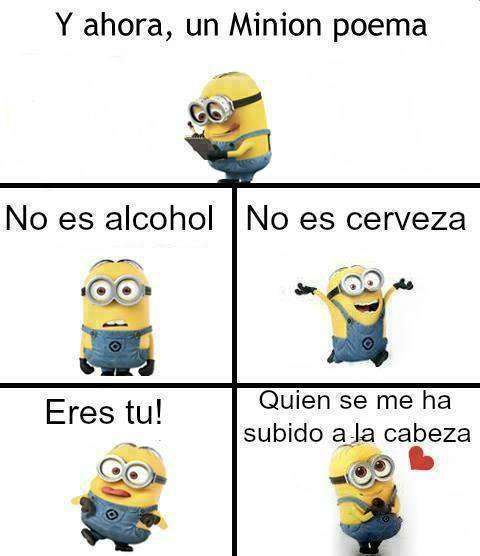 Y ahora, un Minion poema
No es alcohol
No es cerveza
Eres tu!
Quien se me ha
subido a la cabeza